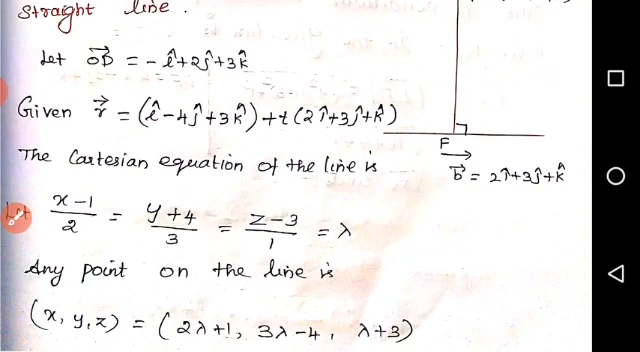 straight line.
Let OD⃗ = -î+2ĵ+3k̂
Given r⃗ = (î-4ĵ+3k̂)+t(2î+3ĵ+k̂)
F
The Cartesian equation of the line is
b⃗ = 2î+3ĵ+k̂
Let (x-1)/2 = (y+4)/3 = (z-3)/1 = λ
Any point on the line is
(x, y, z) = (2λ+1, 3λ-4, λ+3)